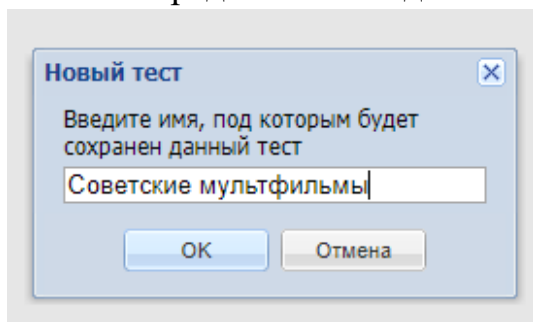 Новый тест
Введите имя, под которым будет
сохранен данный тест
Советские мультфильмы
OK
Отмена